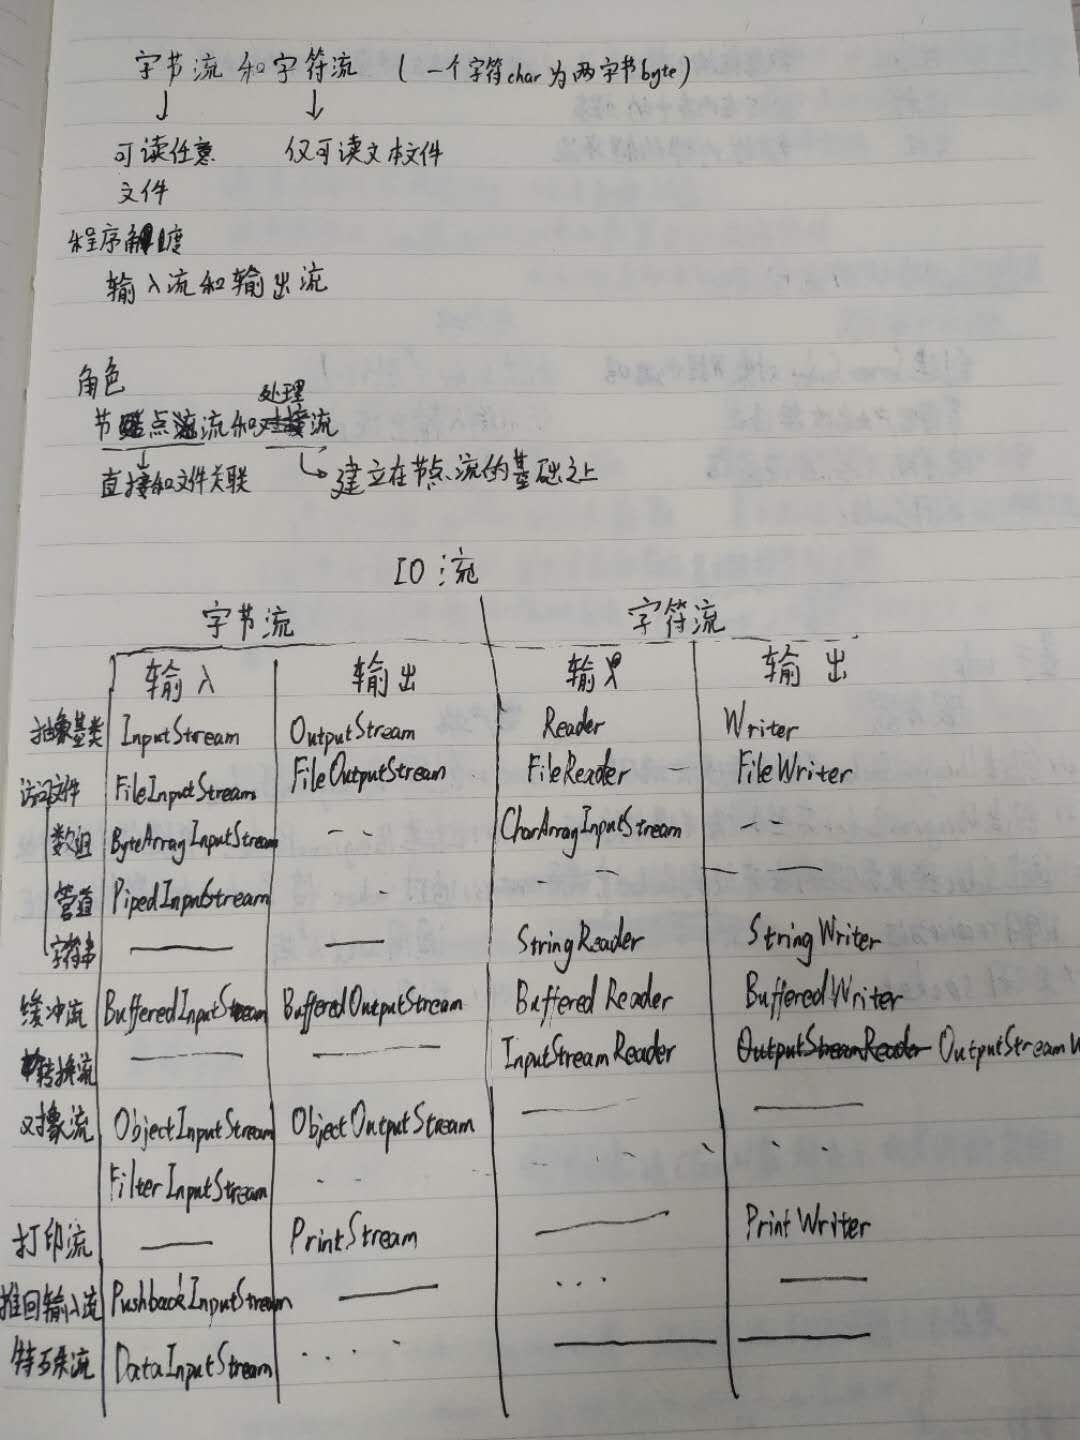 字节流 和字符流 ( 一个字符char 为两字节byte )
↓ ↓
可读任意 仅可读文本文件
文件
程序角度
输入流和输出流
角色
处理
节点流和对接流
直接和文件关联 建立在节点流的基础之上
IO流
字节流 字符流
输入 输出 输入 输出
抽象基类 InputStream OutputStream Reader Writer
访问文件 FileInputStream FileOutputStream FileReader — FileWriter
数组 ByteArrayInputStream - - CharArrayInputStream - -
管道 PipedInputStream - - - — - —
字符串 —— —— StringReader StringWriter
缓冲流 BufferedInputStream BufferedOutputStream BufferedReader BufferedWriter
转换流 —— —— InputStreamReader OutputStreamReader OutputStreamW
对象流 ObjectInputStream ObjectOutputStream —— ——
FilterInputStream - - · · · · · ·
打印流 —— PrintStream —— PrintWriter
推回输入流 PushbackInputStream —— ··· ——
特殊流 DataInputStream ···· —— ——